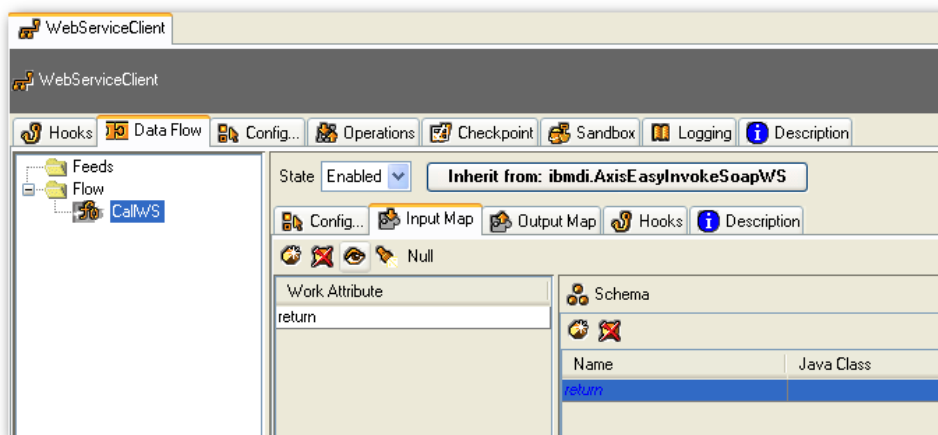 WebServiceClient
WebServiceClient
Hooks Data Flow Config... Operations Checkpoint Sandbox Logging Description
Feeds
Flow
CallWS
State Enabled Inherit from: ibmdi.AxisEasyInvokeSoapWS
Config... Input Map Output Map Hooks Description
Null
Work Attribute
return
Schema
Name Java Class
return